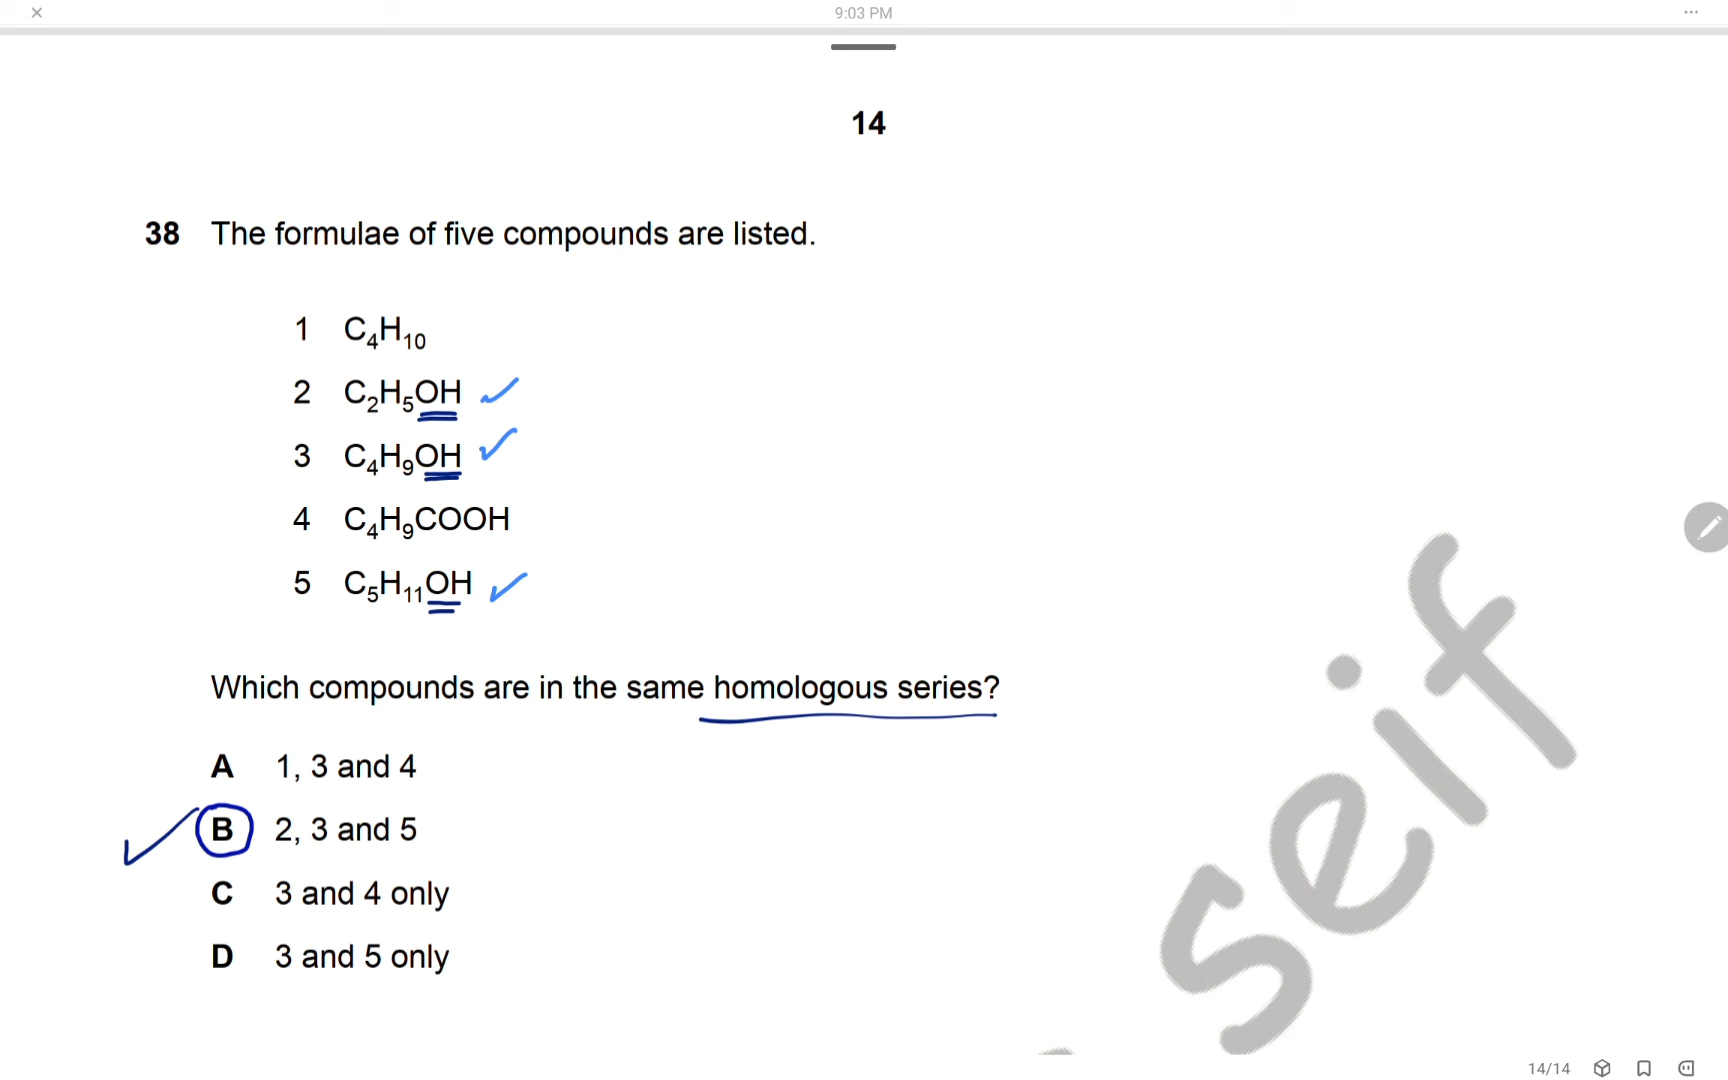 9:03 PM
14
38 The formulae of five compounds are listed.
1 C₄H₁₀
2 C₂H₅OH
3 C₄H₉OH
4 C₄H₉COOH
5 C₅H₁₁OH
Which compounds are in the same homologous series?
A 1, 3 and 4
B 2, 3 and 5
C 3 and 4 only
D 3 and 5 only
seif
14/14